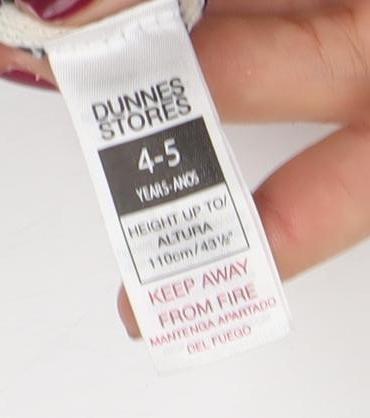 DUNNES
STORES
4-5
YEARS-AÑOS
HEIGHT UP TO/
ALTURA
110cm/43½"
KEEP AWAY
FROM FIRE
MANTENGA APARTADO
DEL FUEGO